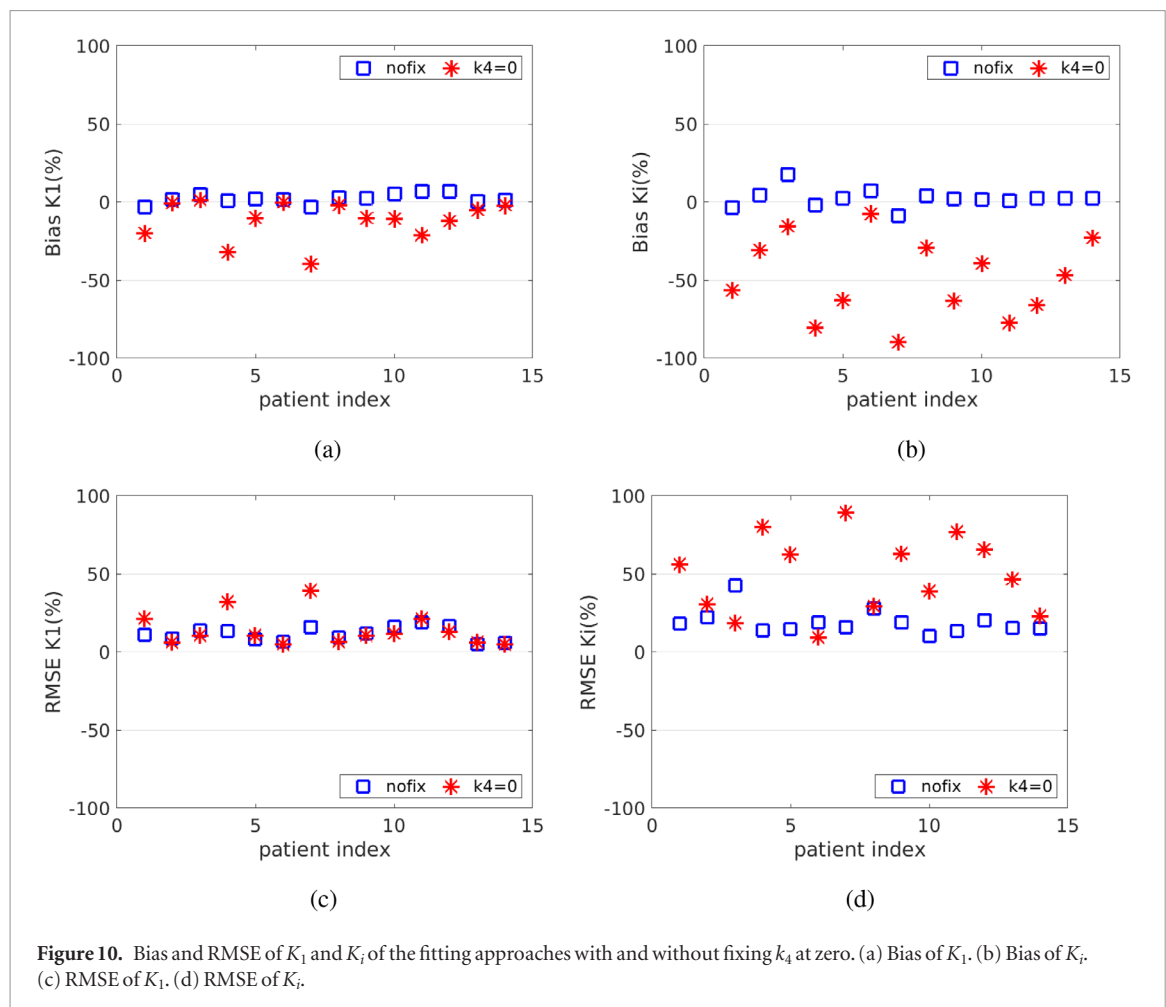 100
50
0
-50
-100
Bias K1(%)
nofix k4=0
0 5 10 15
patient index
(a)
100
50
0
-50
-100
Bias Ki(%)
nofix k4=0
0 5 10 15
patient index
(b)
100
50
0
-50
-100
RMSE K1(%)
nofix k4=0
0 5 10 15
patient index
(c)
100
50
0
-50
-100
RMSE Ki(%)
nofix k4=0
0 5 10 15
patient index
(d)
Figure 10. Bias and RMSE of K₁ and Kᵢ of the fitting approaches with and without fixing k₄ at zero. (a) Bias of K₁. (b) Bias of Kᵢ.
(c) RMSE of K₁. (d) RMSE of Kᵢ.